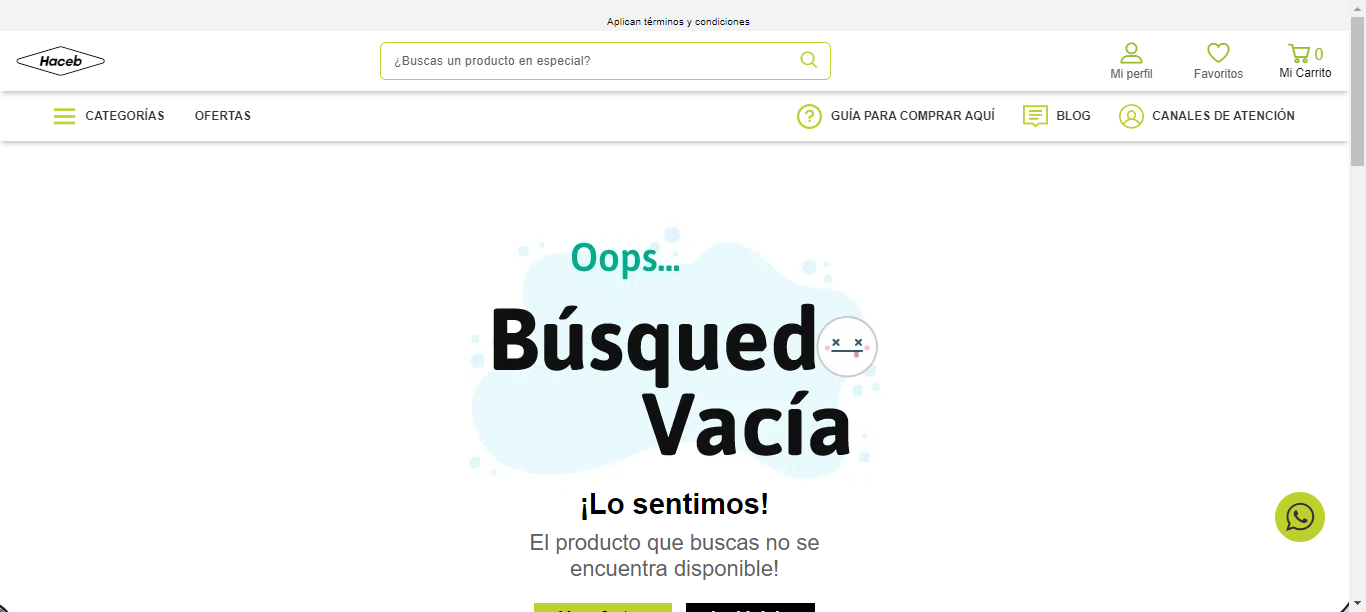 Aplican términos y condiciones
Haceb
¿Buscas un producto en especial?
0
Mi perfil
Favoritos
Mi Carrito
CATEGORÍAS
OFERTAS
GUÍA PARA COMPRAR AQUÍ
BLOG
CANALES DE ATENCIÓN
Oops...
Búsqued
Vacía
¡Lo sentimos!
El producto que buscas no se
encuentra disponible!